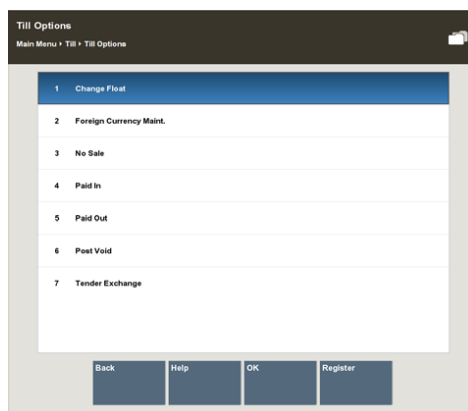 Till Options
Main Menu › Till › Till Options
1 Change Float
2 Foreign Currency Maint.
3 No Sale
4 Paid In
5 Paid Out
6 Post Void
7 Tender Exchange
Back Help OK Register